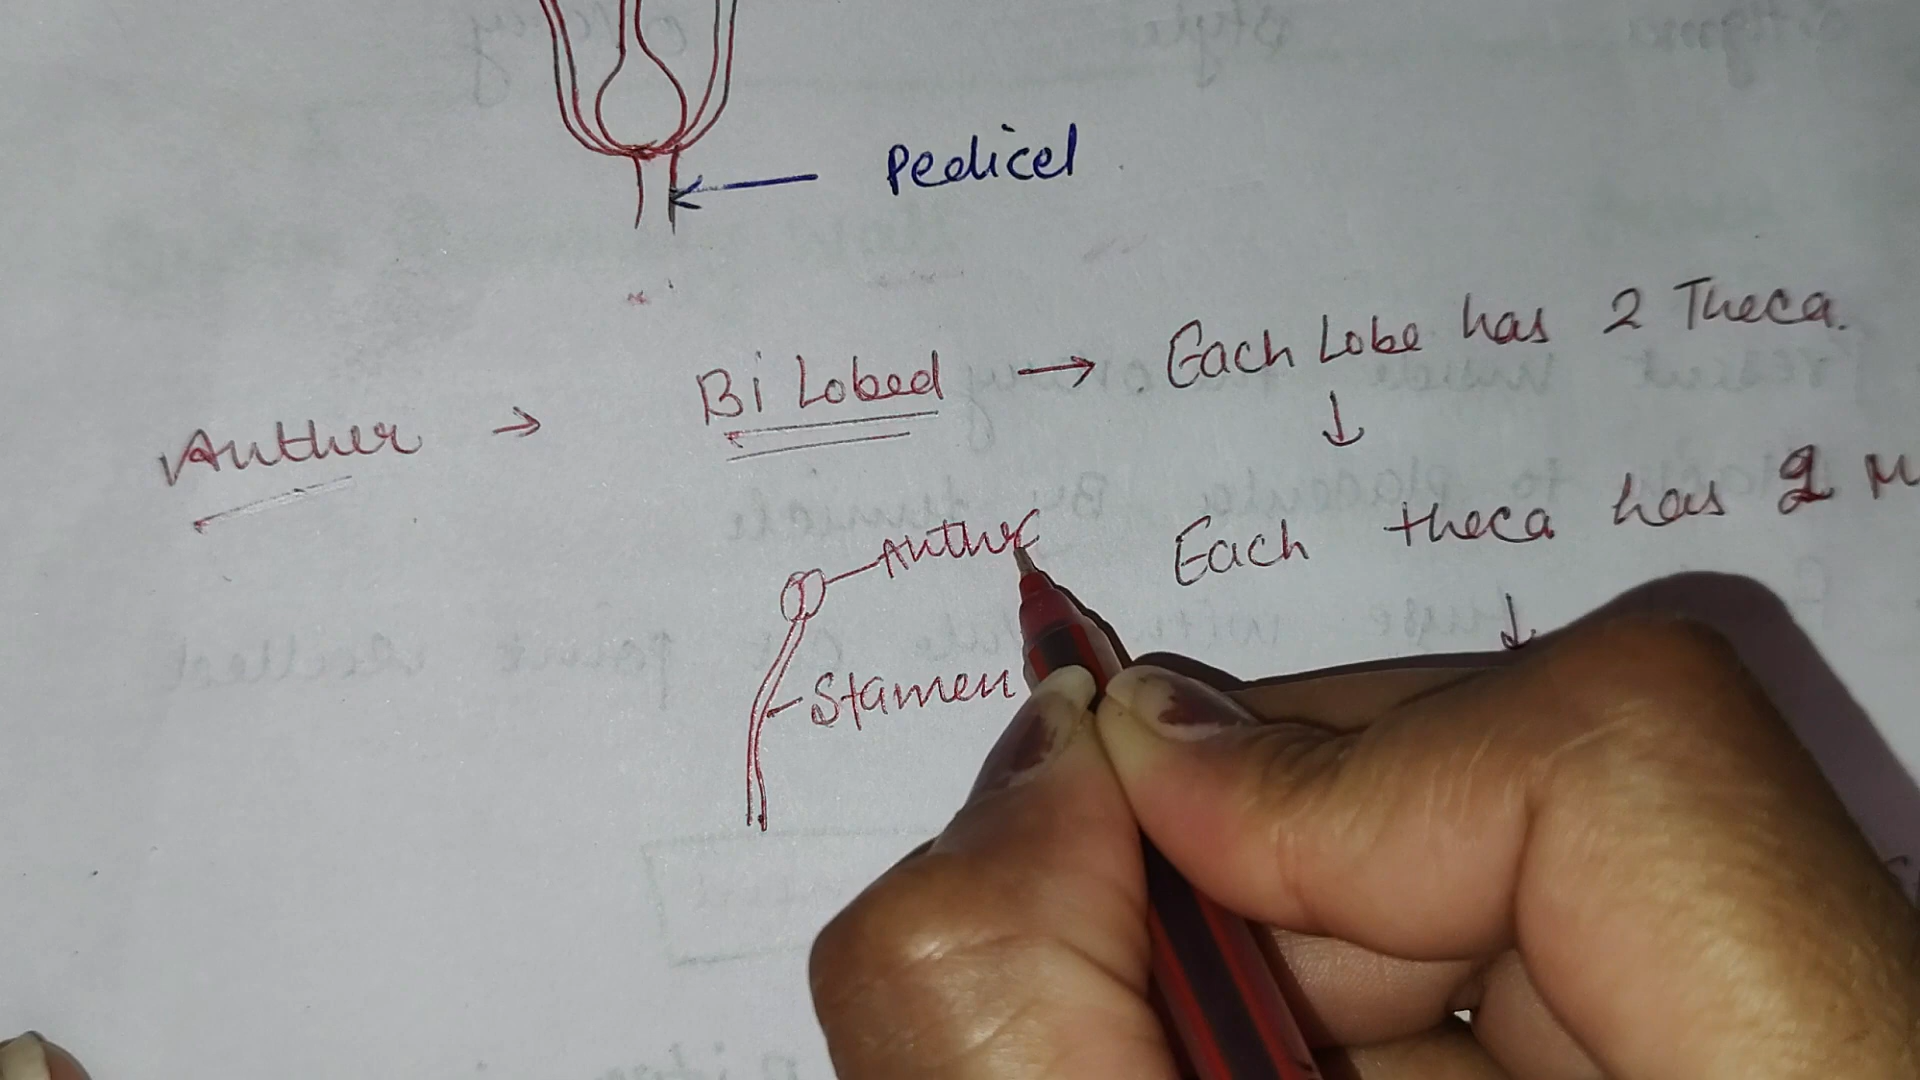 Pedicel
Anther → Bi Lobed → Each Lobe has 2 Theca.
↓
Each theca has 2 M
↓
Anther
Stamen